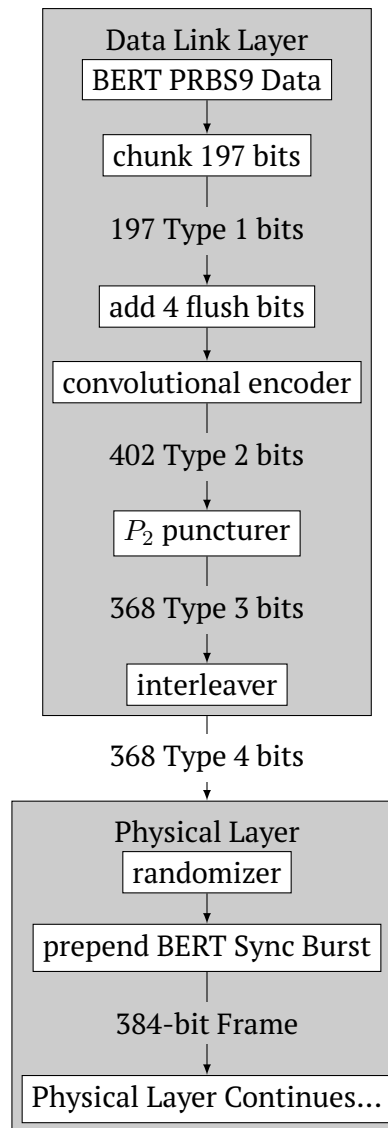 Data Link Layer
BERT PRBS9 Data
chunk 197 bits
197 Type 1 bits
add 4 flush bits
convolutional encoder
402 Type 2 bits
P₂ puncturer
368 Type 3 bits
interleaver
368 Type 4 bits
Physical Layer
randomizer
prepend BERT Sync Burst
384-bit Frame
Physical Layer Continues…